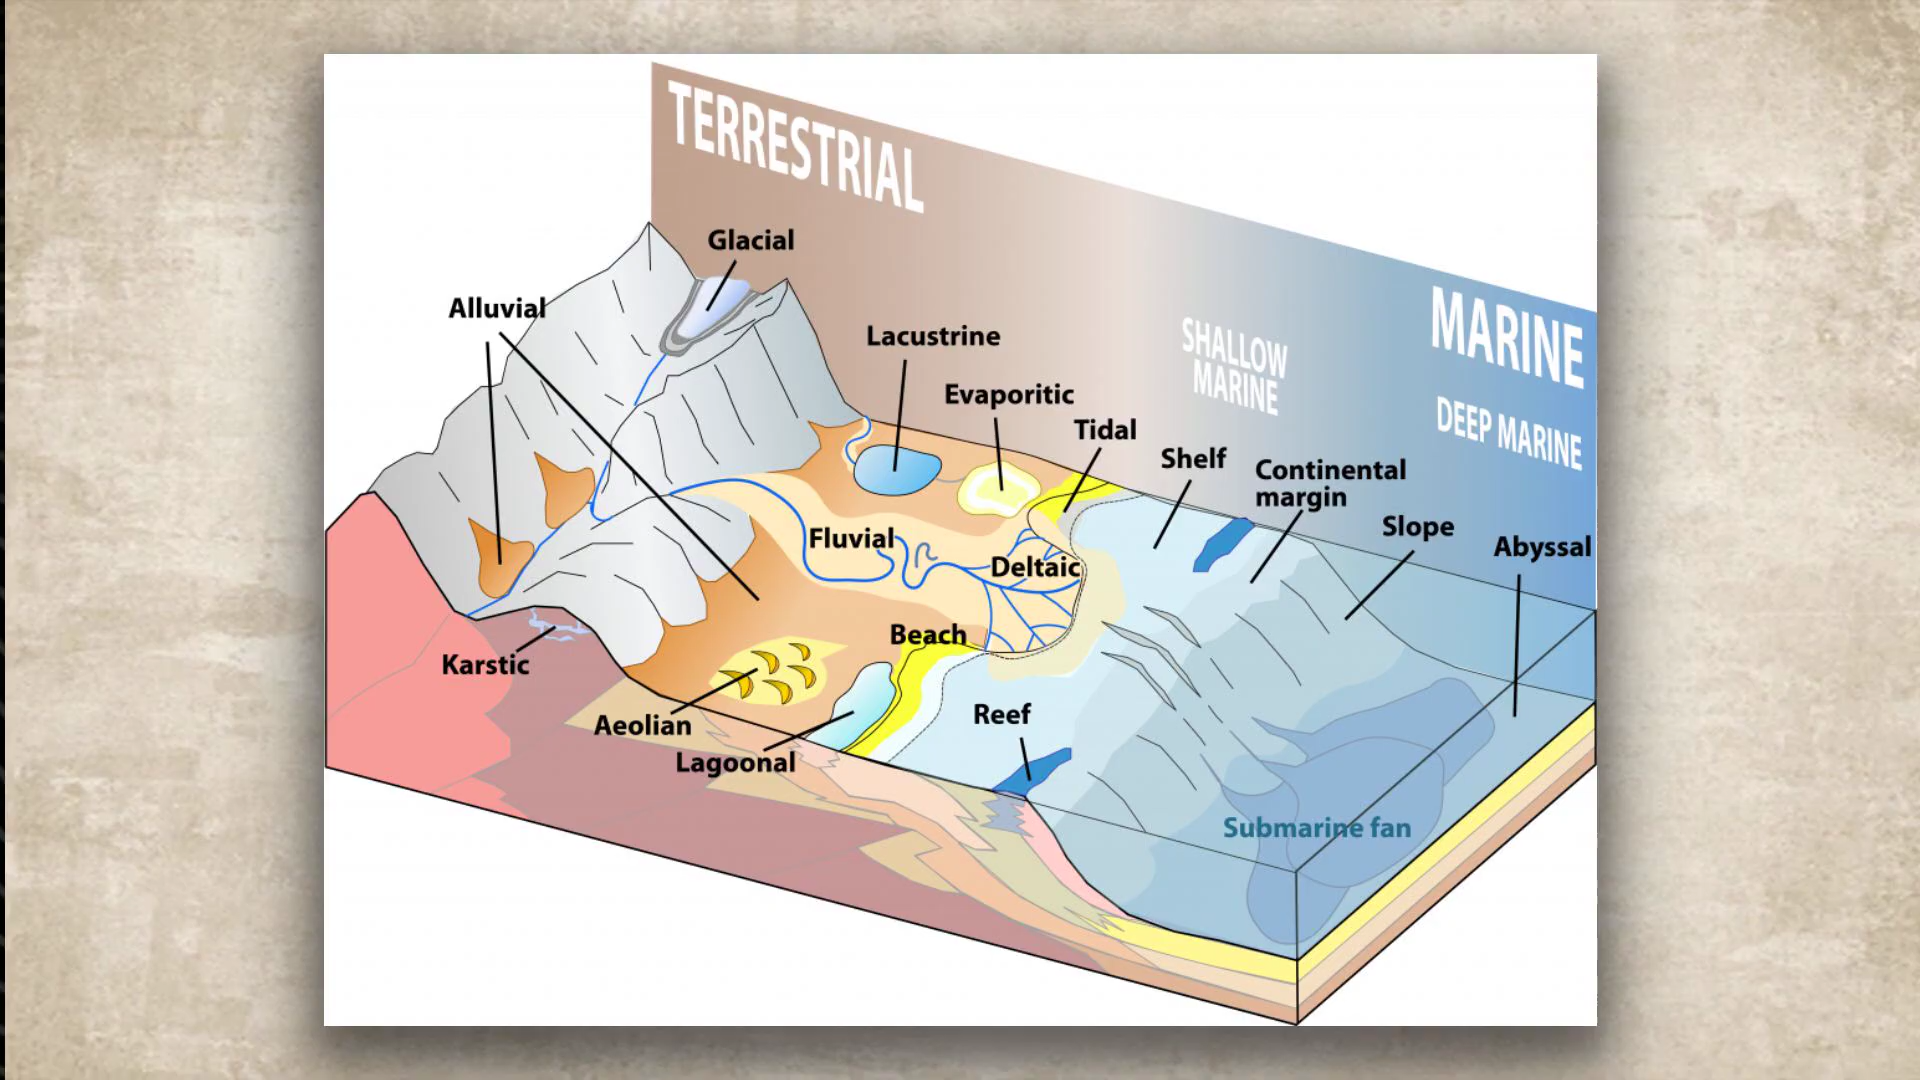 TERRESTRIAL
Glacial
Alluvial
MARINE
SHALLOW
MARINE
Lacustrine
Evaporitic
DEEP MARINE
Tidal
Shelf
Continental
margin
Slope
Abyssal
Fluvial
Deltaic
Beach
Karstic
Aeolian
Reef
Lagoonal
Submarine fan